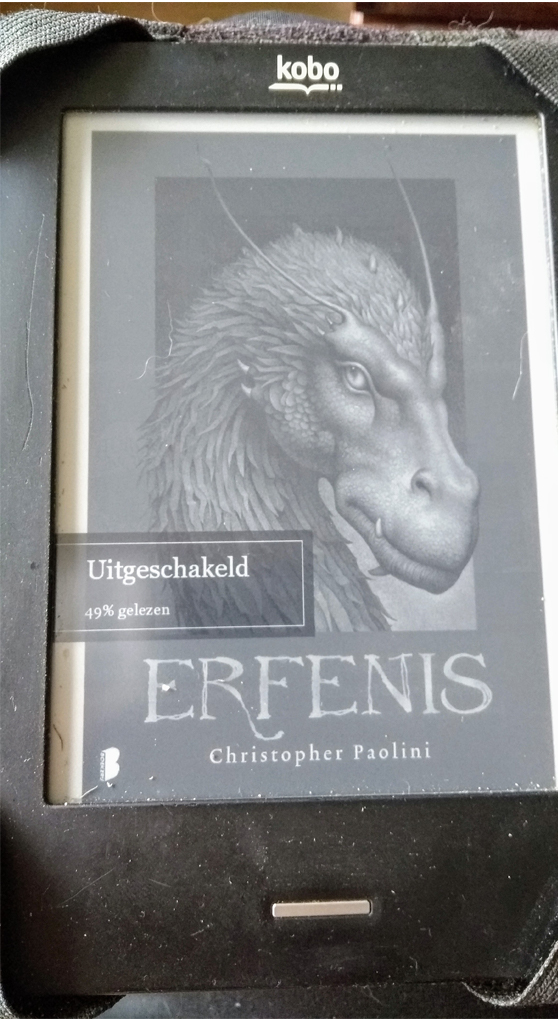 kobo
Uitgeschakeld
49% gelezen
ERFENIS
Christopher Paolini